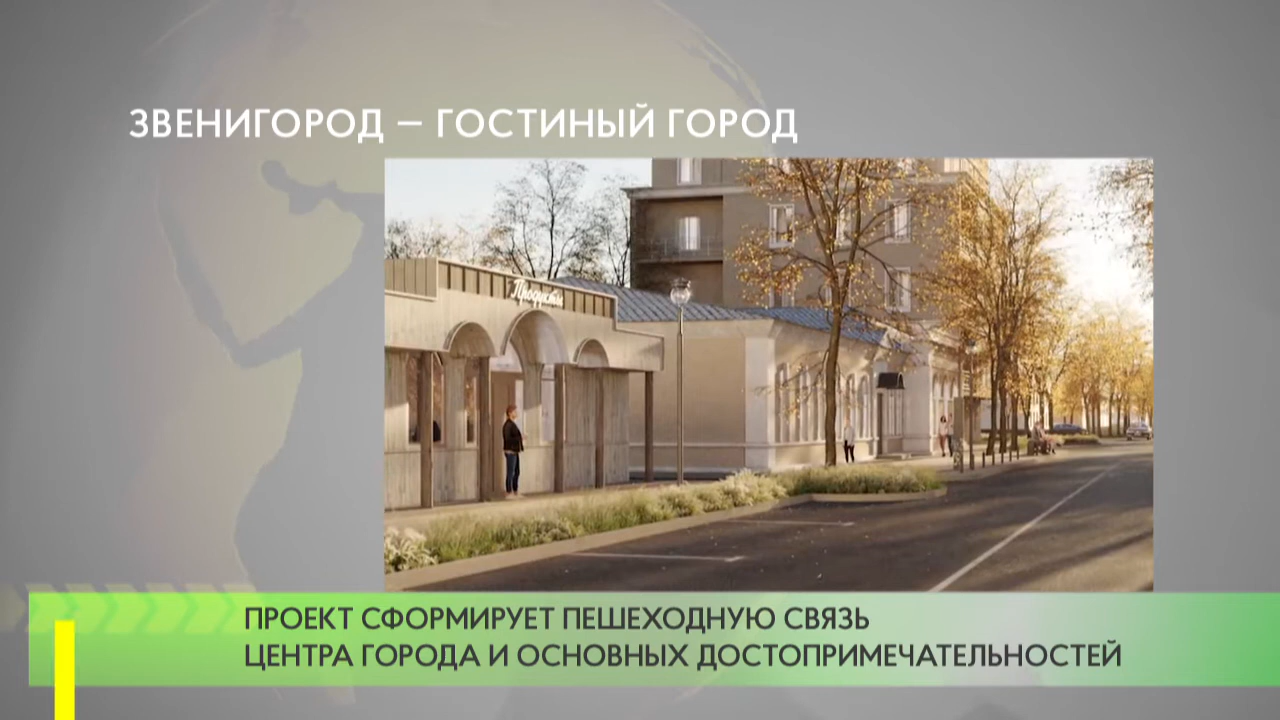 ЗВЕНИГОРОД – ГОСТИНЫЙ ГОРОД
Продукты
ПРОЕКТ СФОРМИРУЕТ ПЕШЕХОДНУЮ СВЯЗЬ
ЦЕНТРА ГОРОДА И ОСНОВНЫХ ДОСТОПРИМЕЧАТЕЛЬНОСТЕЙ